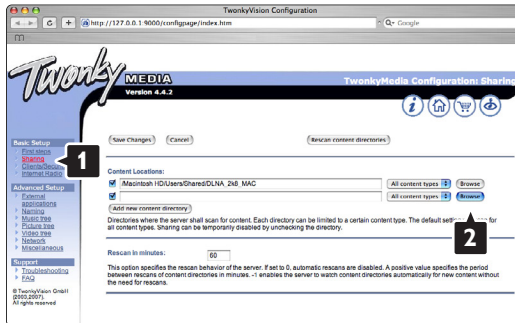 TwonkyVision Configuration
http://127.0.0.1:9000/configpage/index.htm
Google
Twonky
MEDIA
Version 4.4.2
TwonkyMedia Configuration: Sharing
Basic Setup
First steps
Sharing
Internet Radio
1
Save Changes
Cancel
Rescan content directories
Content Locations:
/Macintosh HD/Users/Shared/DLNA_2k8_MAC
All content types
Browse
All content types
Browse
Add new content directory
2
Directories where the server shall scan for content. Each directory can be limited to a certain content type. The default
all content types. Sharing can be temporarily disabled by unchecking the directory.
Advanced Setup
External
applications
Naming
Music tree
Picture tree
Video tree
Network
Miscellaneous
Rescan in minutes:
60
This option specifies the rescan behavior of the server. If set to 0, automatic rescans are disabled. A positive value specifies the period
between rescans of content directories in minutes. -1 enables the server to watch content directories automatically for new content without
the need for rescans.
Support
Troubleshooting
FAQ
© TwonkyVision GmbH
(2003,2007).
All rights reserved